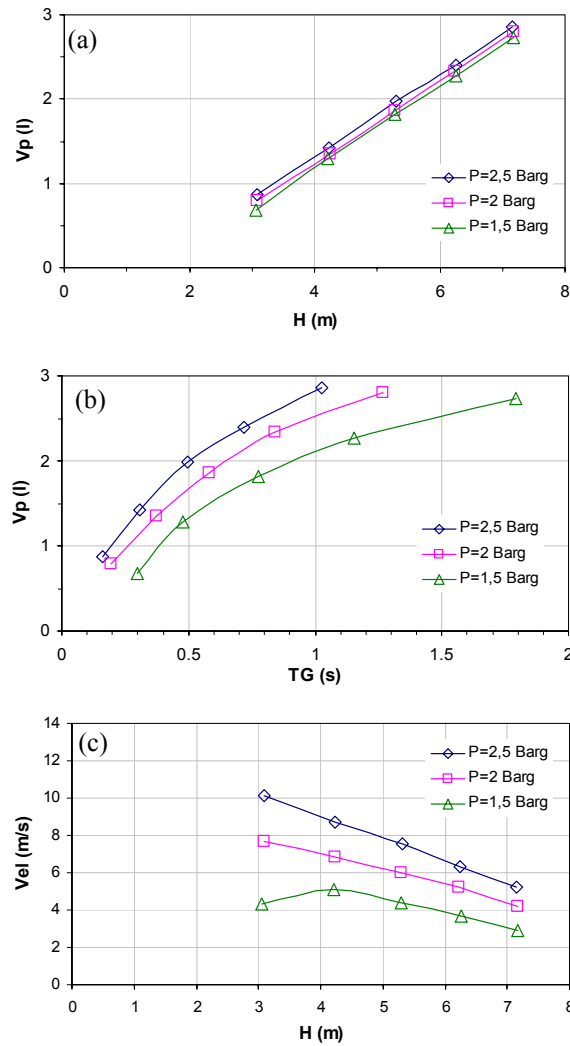 (a)
3
2
1
0
Vp (l)
P=2,5 Barg
P=2 Barg
P=1,5 Barg
0 2 4 6 8
H (m)
(b)
3
2
1
0
Vp (l)
P=2,5 Barg
P=2 Barg
P=1,5 Barg
0 0.5 1 1.5 2
TG (s)
(c)
14
12
10
8
6
4
2
0
Vel (m/s)
P=2,5 Barg
P=2 Barg
P=1,5 Barg
0 1 2 3 4 5 6 7 8
H (m)